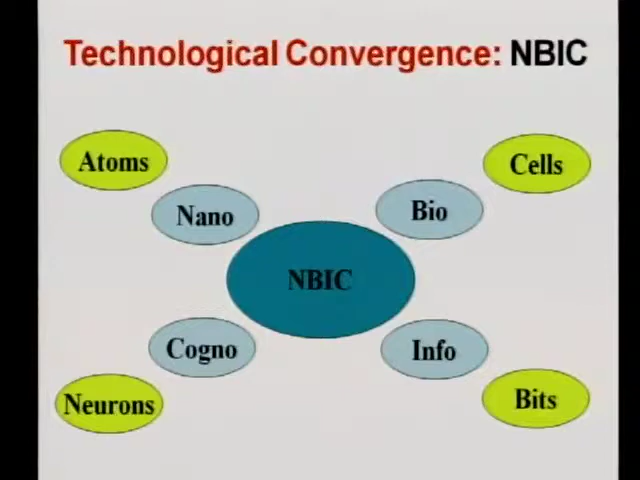 Technological Convergence: NBIC
Atoms
Cells
Nano
Bio
NBIC
Cogno
Info
Neurons
Bits